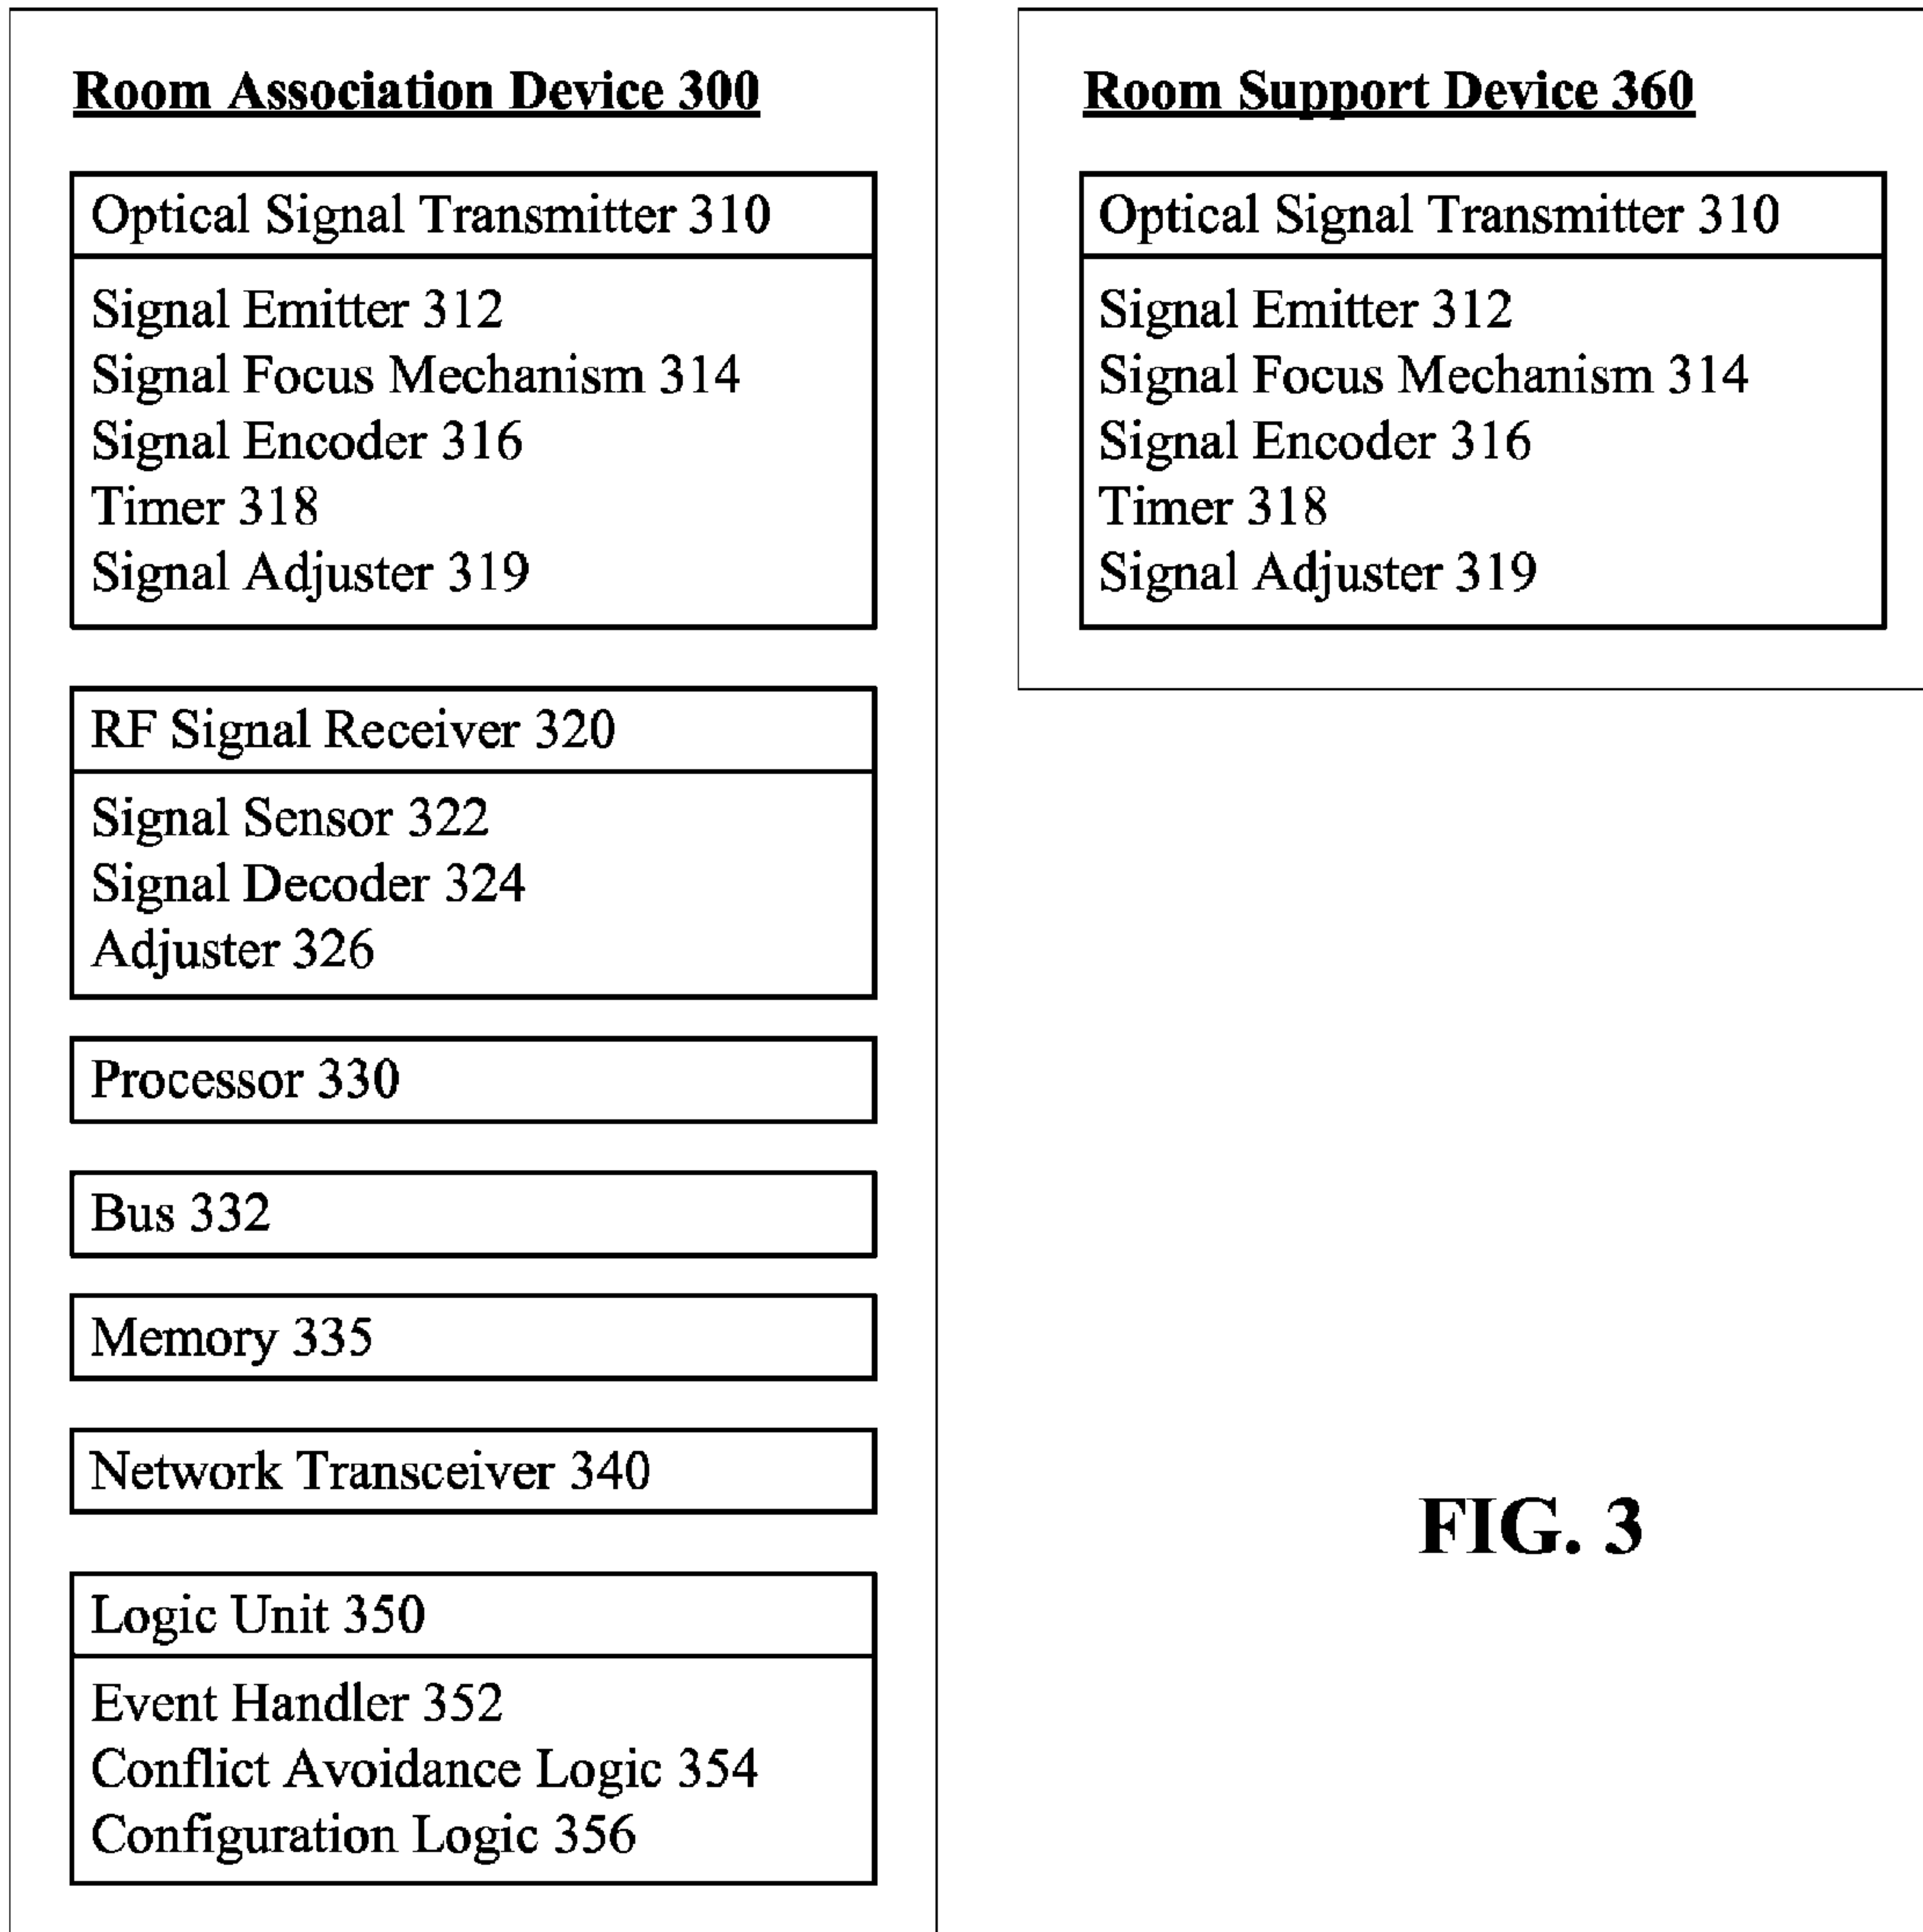 Room Association Device 300
Optical Signal Transmitter 310
Signal Emitter 312
Signal Focus Mechanism 314
Signal Encoder 316
Timer 318
Signal Adjuster 319
RF Signal Receiver 320
Signal Sensor 322
Signal Decoder 324
Adjuster 326
Processor 330
Bus 332
Memory 335
Network Transceiver 340
Logic Unit 350
Event Handler 352
Conflict Avoidance Logic 354
Configuration Logic 356
Room Support Device 360
Optical Signal Transmitter 310
Signal Emitter 312
Signal Focus Mechanism 314
Signal Encoder 316
Timer 318
Signal Adjuster 319
FIG. 3